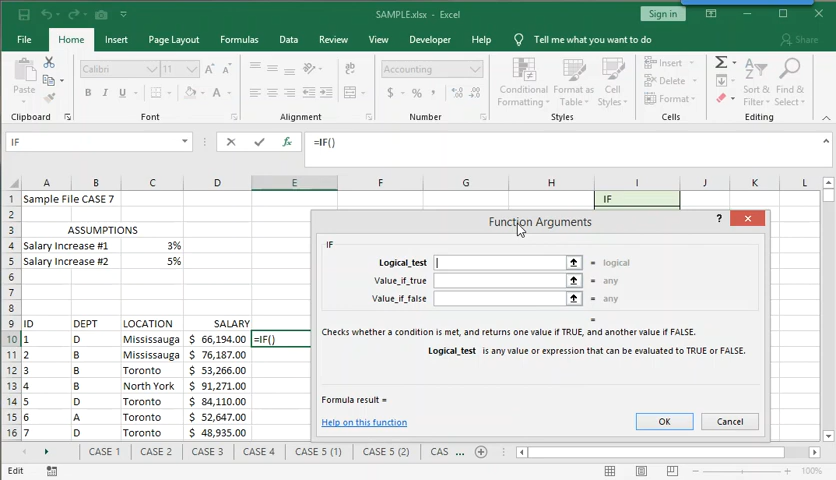 SAMPLE.xlsx - Excel
Sign in
File Home Insert Page Layout Formulas Data Review View Developer Help Tell me what you want to do Share
Paste
Calibri 11
B I U
Accounting
$ % ,
Conditional Formatting
Format as Table
Cell Styles
Insert
Delete
Format
Sort & Filter
Find & Select
Clipboard Font Alignment Number Styles Cells Editing
IF fx =IF()
A B C D E F G H I J K L
1 Sample File CASE 7 IF
2
3 ASSUMPTIONS
4 Salary Increase #1 3%
5 Salary Increase #2 5%
6
7
8
9 ID DEPT LOCATION SALARY
10 1 D Mississauga $ 66,194.00 =IF()
11 2 B Mississauga $ 76,187.00
12 3 B Toronto $ 53,266.00
13 4 B North York $ 91,271.00
14 5 D Toronto $ 84,110.00
15 6 A Toronto $ 52,647.00
16 7 D Toronto $ 48,935.00
Function Arguments ?
IF
Logical_test = logical
Value_if_true = any
Value_if_false = any
=
Checks whether a condition is met, and returns one value if TRUE, and another value if FALSE.
Logical_test is any value or expression that can be evaluated to TRUE or FALSE.
Formula result =
Help on this function
OK Cancel
CASE 1 CASE 2 CASE 3 CASE 4 CASE 5 (1) CASE 5 (2) CAS ...
Edit 100%